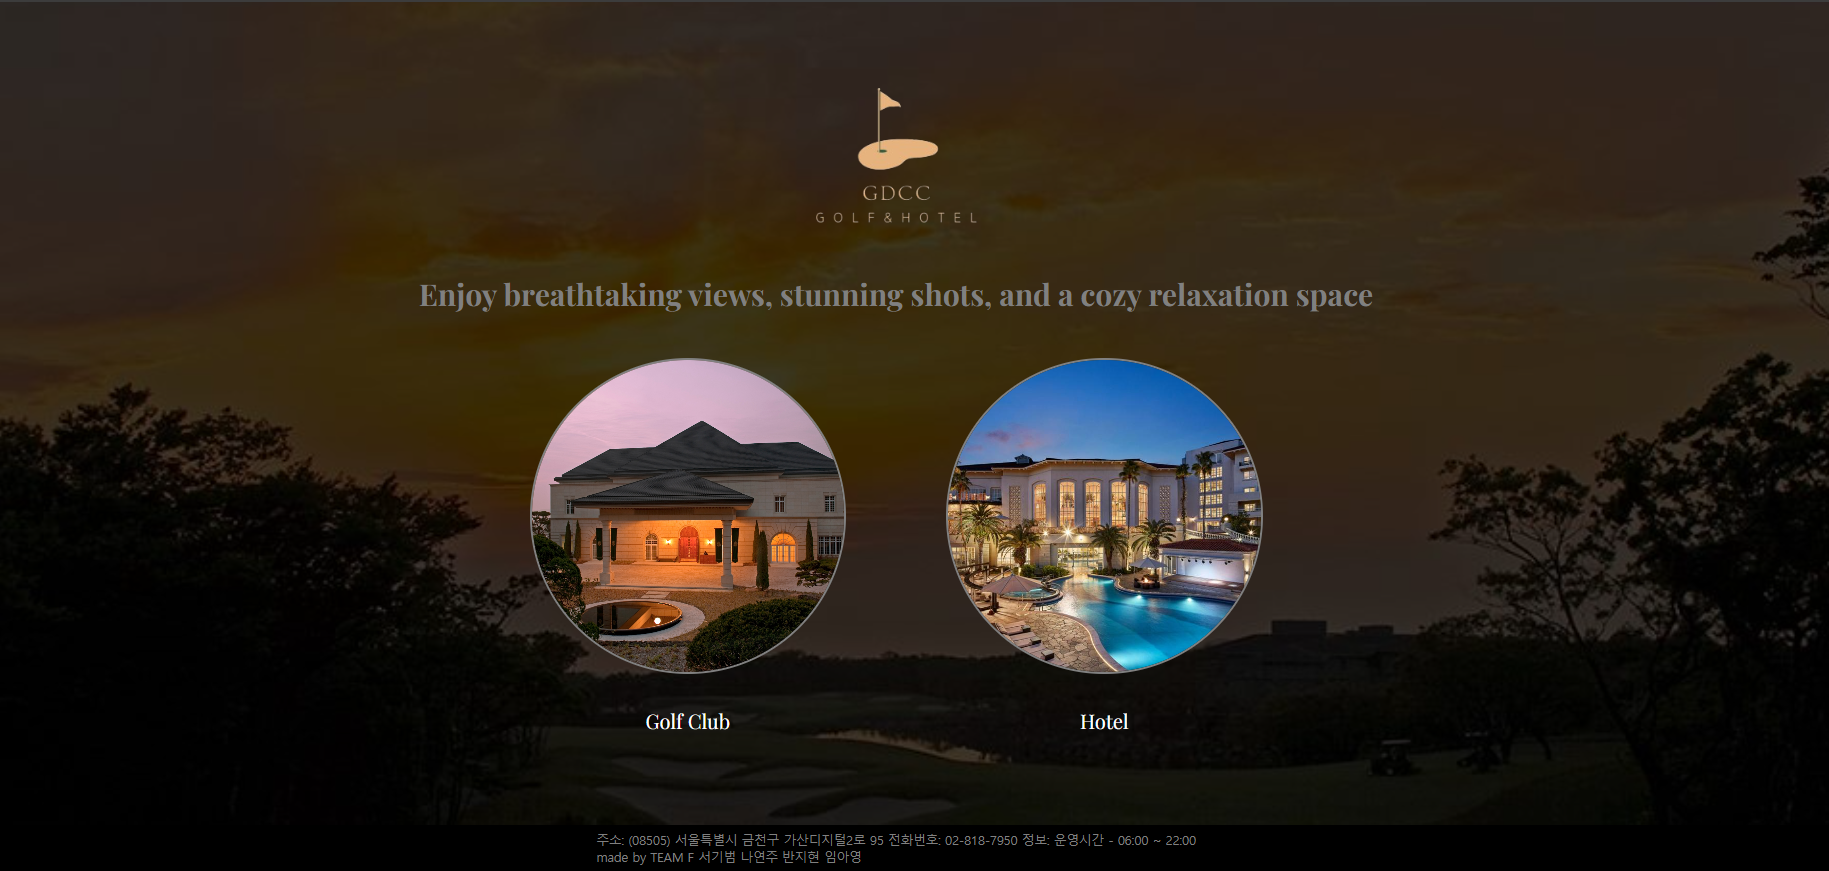 GDCC
GOLF&HOTEL
Enjoy breathtaking views, stunning shots, and a cozy relaxation space
Golf Club
Hotel
주소: (08505) 서울특별시 금천구 가산디지털2로 95 전화번호: 02-818-7950 정보: 운영시간 - 06:00 ~ 22:00
made by TEAM F 서기범 나연주 반지현 임아영